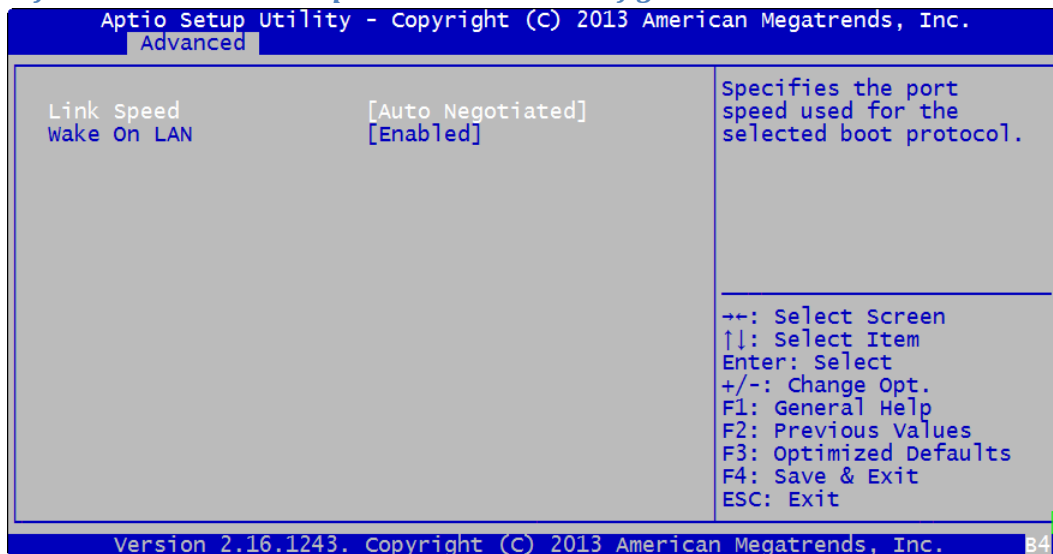 Aptio Setup Utility - Copyright (C) 2013 American Megatrends, Inc.
Advanced
Link Speed [Auto Negotiated]
Wake On LAN [Enabled]
Specifies the port
speed used for the
selected boot protocol.
→←: Select Screen
↑↓: Select Item
Enter: Select
+/-: Change Opt.
F1: General Help
F2: Previous Values
F3: Optimized Defaults
F4: Save & Exit
ESC: Exit
Version 2.16.1243. Copyright (C) 2013 American Megatrends, Inc.
B4